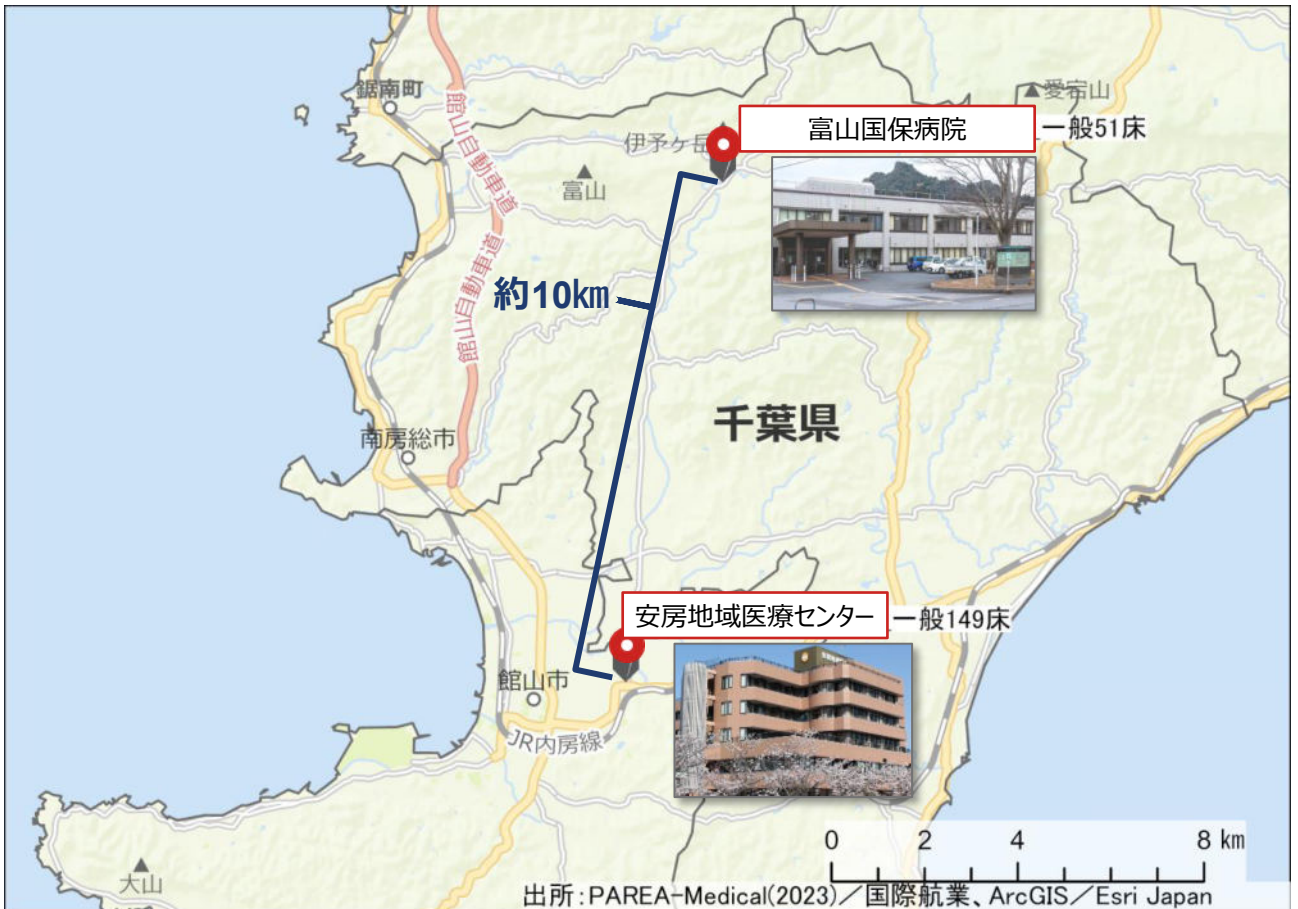 鋸南町
愛宕山
富山国保病院
一般51床
伊予ヶ岳
富山
館山自動車道
館山自動車道
約10km
千葉県
南房総市
安房地域医療センター
一般149床
館山市
JR内房線
0 2 4 8 km
大山
出所:PAREA-Medical(2023)/国際航業、ArcGIS/Esri Japan